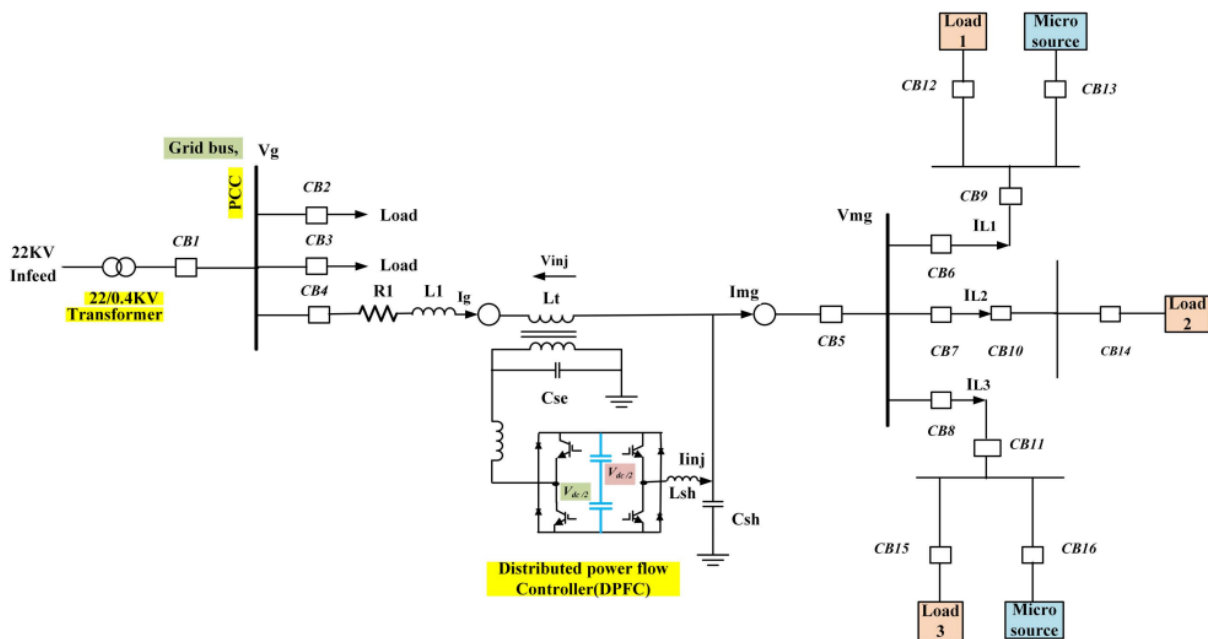 Load
1
Micro
source
CB12
CB13
Grid bus,
Vg
PCC
CB2
Load
CB9
Vmg
IL1
CB1
CB3
Load
22KV
Infeed
CB6
22/0.4KV
Transformer
CB4
R1
L1
Ig
Vinj
Lt
Img
CB5
IL2
CB7
CB10
CB14
Load
2
Cse
IL3
CB8
CB11
Vdc/2
Vdc/2
Iinj
Lsh
Csh
Distributed power flow
Controller(DPFC)
CB15
CB16
Load
3
Micro
source